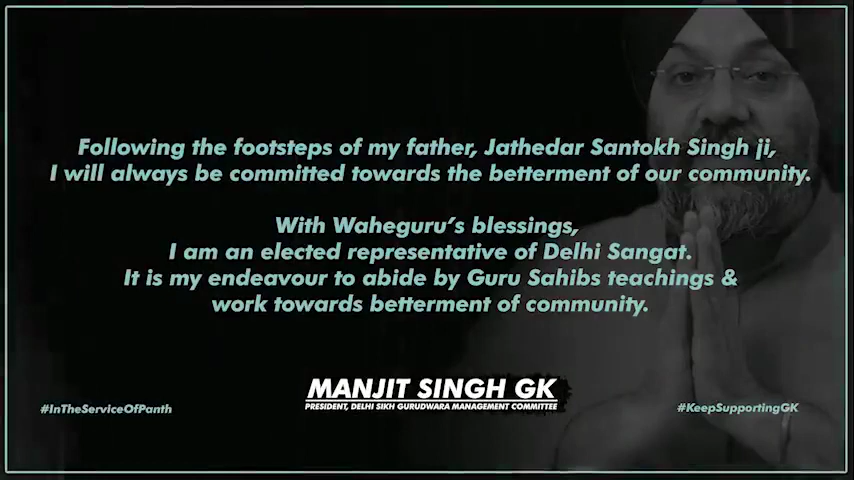 Following the footsteps of my father, Jathedar Santokh Singh ji,
I will always be committed towards the betterment of our community.
With Waheguru's blessings,
I am an elected representative of Delhi Sangat.
It is my endeavour to abide by Guru Sahibs teachings &
work towards betterment of community.
MANJIT SINGH GK
PRESIDENT, DELHI SIKH GURUDWARA MANAGEMENT COMMITTEE
#InTheServiceOfPanth
#KeepSupportingGK